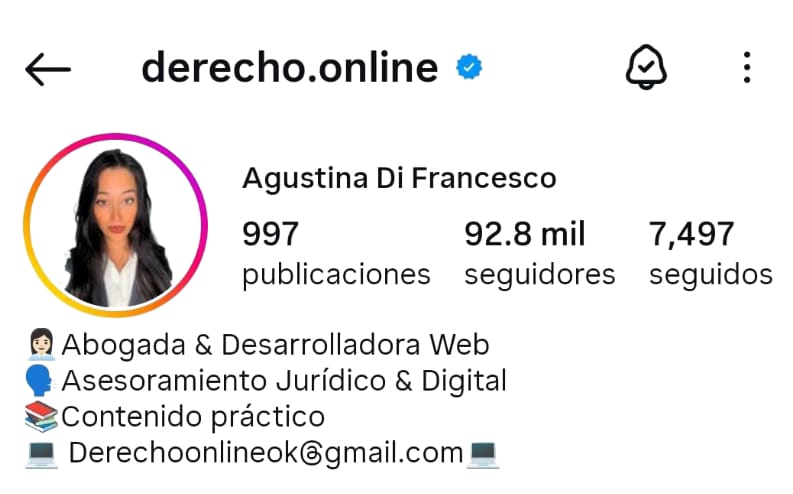 derecho.online
Agustina Di Francesco
997 92.8 mil 7,497
publicaciones seguidores seguidos
👩🏻‍💼Abogada & Desarrolladora Web
🗣️Asesoramiento Jurídico & Digital
📚Contenido práctico
💻 Derechoonlineok@gmail.com💻